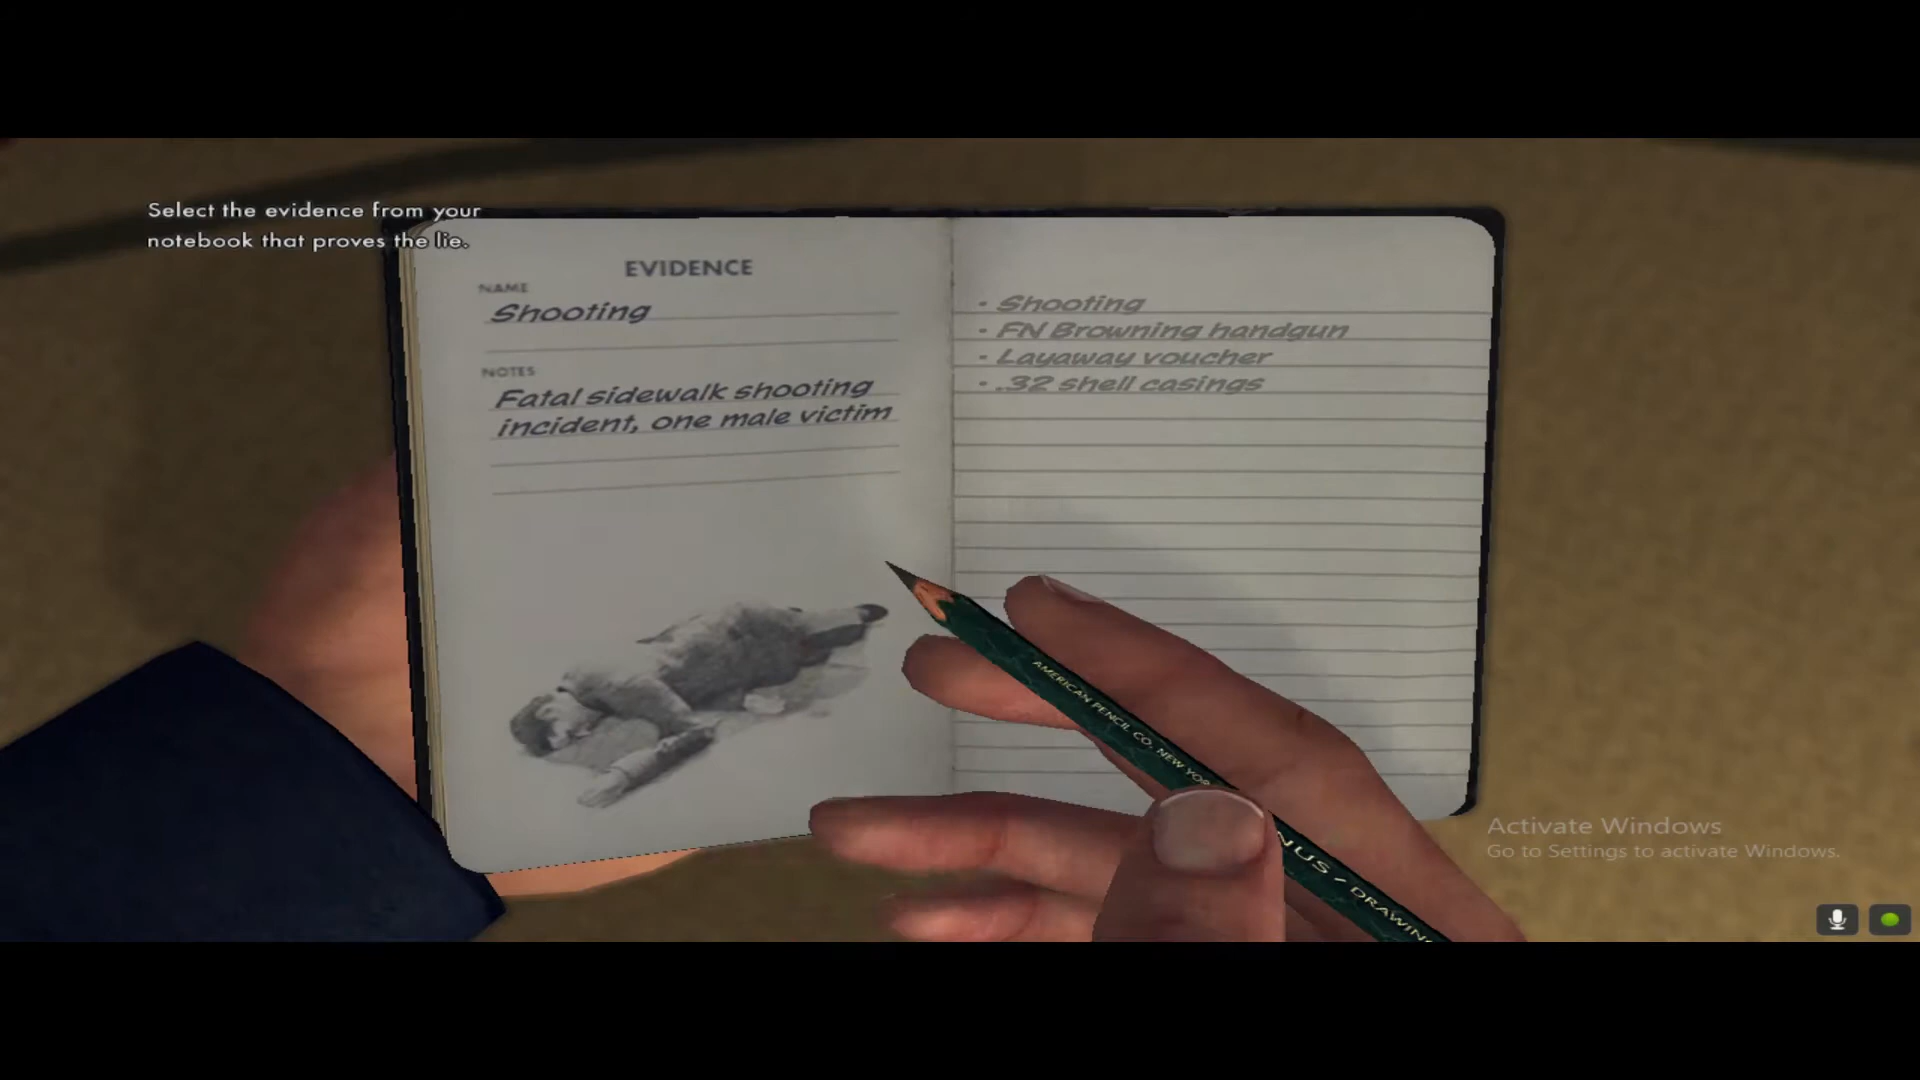 Select the evidence from your
notebook that proves the lie.
EVIDENCE
NAME
Shooting
NOTES
Fatal sidewalk shooting
incident, one male victim
· Shooting
· FN Browning handgun
· Layaway voucher
· .32 shell casings
AMERICAN PENCIL CO. NEW YOR
NUS / DRAWING
Activate Windows
Go to Settings to activate Windows.